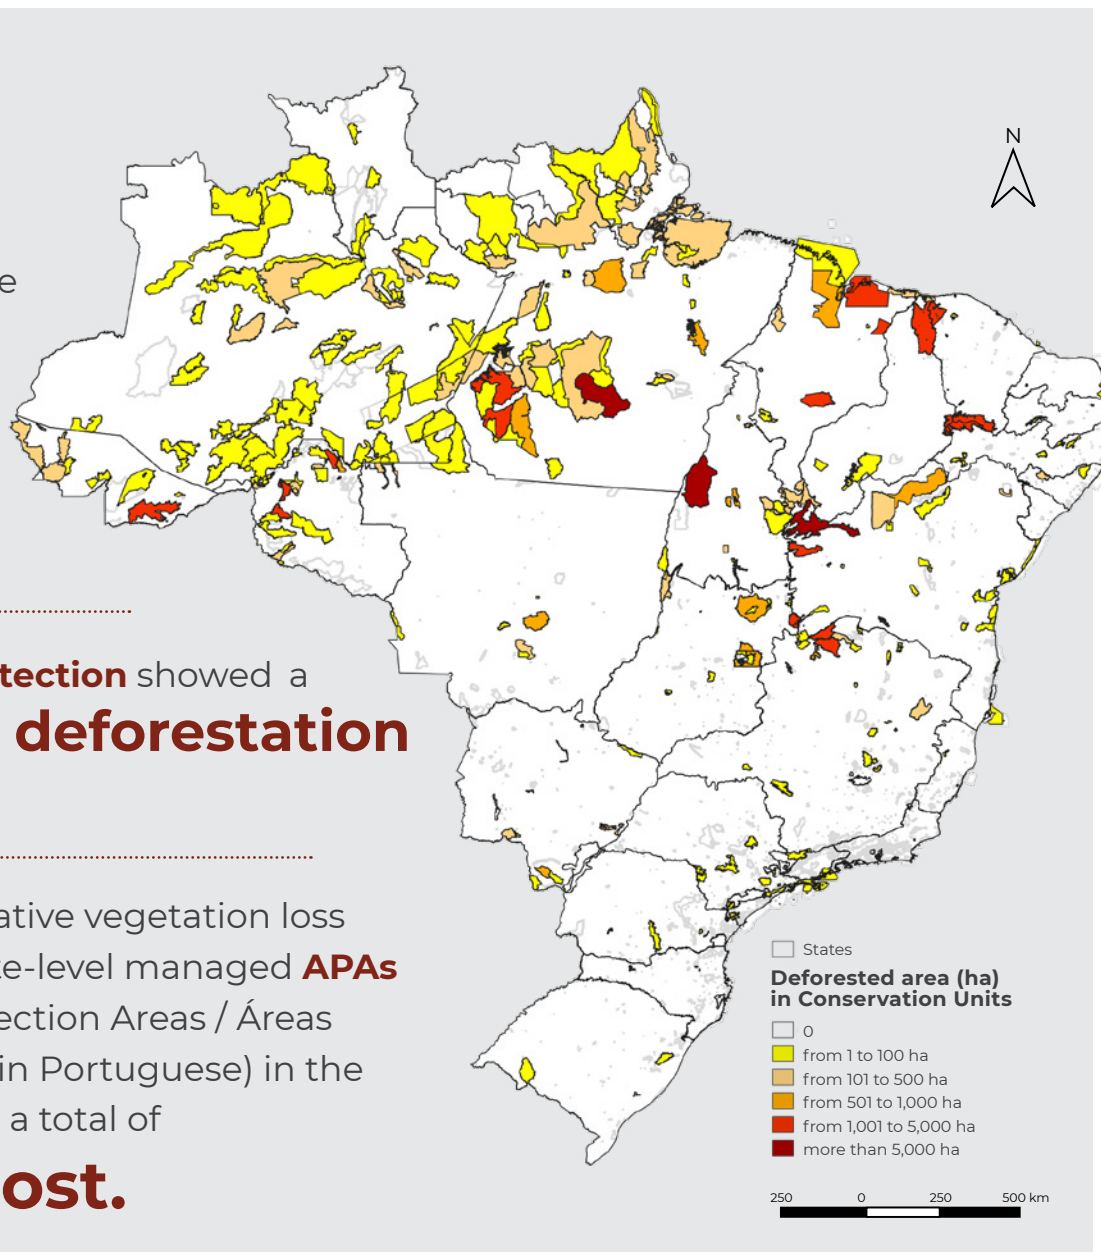 N
e
tection showed a
deforestation
ative vegetation loss
te-level managed APAs
ection Areas / Áreas
in Portuguese) in the
a total of
ost.
States
Deforested area (ha)
in Conservation Units
0
from 1 to 100 ha
from 101 to 500 ha
from 501 to 1,000 ha
from 1,001 to 5,000 ha
more than 5,000 ha
250 0 250 500 km